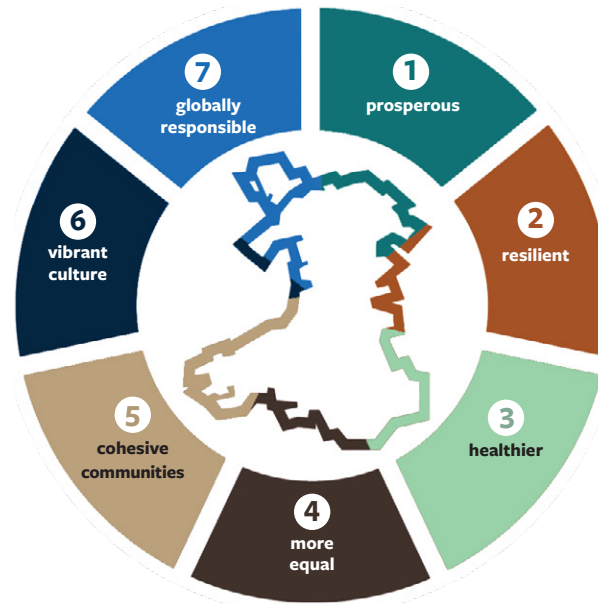 1
prosperous
2
resilient
3
healthier
4
more
equal
5
cohesive
communities
6
vibrant
culture
7
globally
responsible